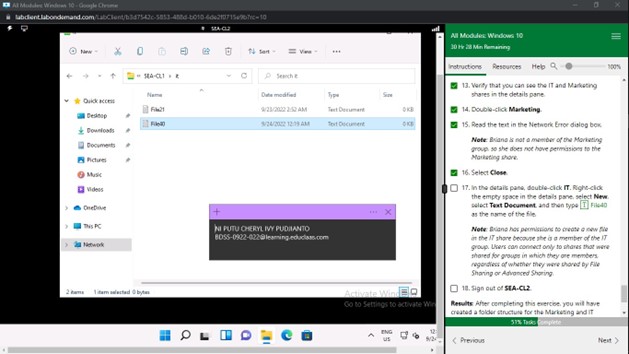 All Modules: Windows 10 - Google Chrome
labclient.labondemand.com/LabClient/b3d7542c-5853-488d-b010-6de2f0715e9b?rc=10
SEA-CL2
New
Sort
View
SEA-CL1 > it
Search it
Name
Date modified
Type
Size
Quick access
Desktop
Downloads
Documents
Pictures
Music
Videos
OneDrive
This PC
Network
File21
9/23/2022 2:52 AM
Text Document
0 KB
File40
9/24/2022 12:19 AM
Text Document
0 KB
NI PUTU CHERYL IVY PUDJIANTO
BDSS-0922-022@learning.educlaas.com
2 items
1 item selected 0 bytes
Activate Windows
Go to Settings to activate Win
ENG
US
All Modules: Windows 10
30 Hr 28 Min Remaining
Instructions
Resources
Help
100%
13. Verify that you can see the IT and Marketing
shares in the details pane.
14. Double-click Marketing.
15. Read the text in the Network Error dialog box.
Note: Briana is not a member of the Marketing
group, so she does not have permissions to the
Marketing share.
16. Select Close.
17. In the details pane, double-click IT. Right-click
the empty space in the details pane, select New,
select Text Document, and then type T File40
as the name of the file.
Note: Briana has permissions to create a new file
in the IT share because she is a member of the IT
group. Users can connect only to shares that were
shared for groups in which they are members,
regardless of whether they were shared by File
Sharing or Advanced Sharing.
18. Sign out of SEA-CL2.
Results: After completing this exercise, you will have
created a folder structure for the Marketing and IT
51% Tasks Complete
Previous
Next